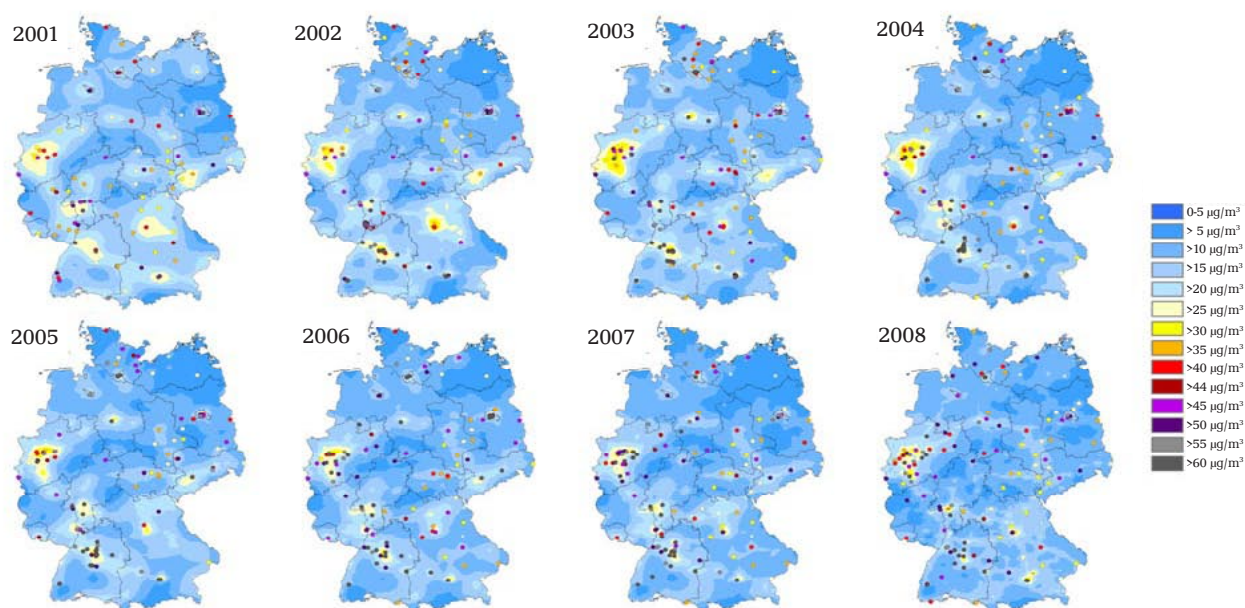 2001
2002
2003
2004
2005
2006
2007
2008
0-5 µg/m³
> 5 µg/m³
>10 µg/m³
>15 µg/m³
>20 µg/m³
>25 µg/m³
>30 µg/m³
>35 µg/m³
>40 µg/m³
>44 µg/m³
>45 µg/m³
>50 µg/m³
>55 µg/m³
>60 µg/m³